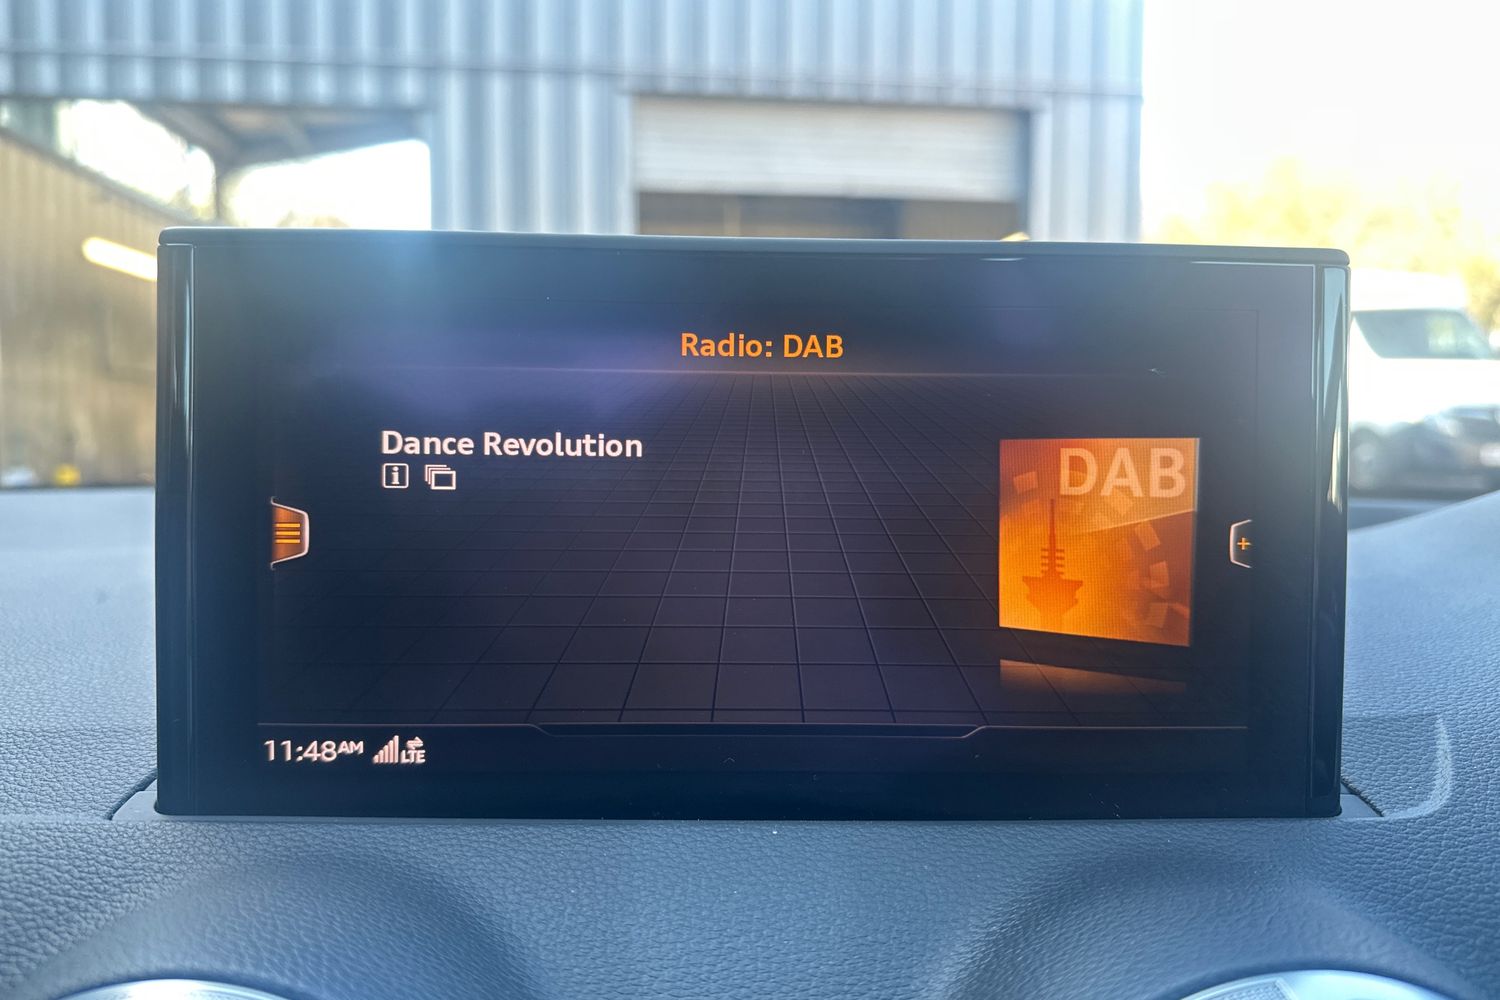 Radio: DAB
Dance Revolution
DAB
11:48AM LTE